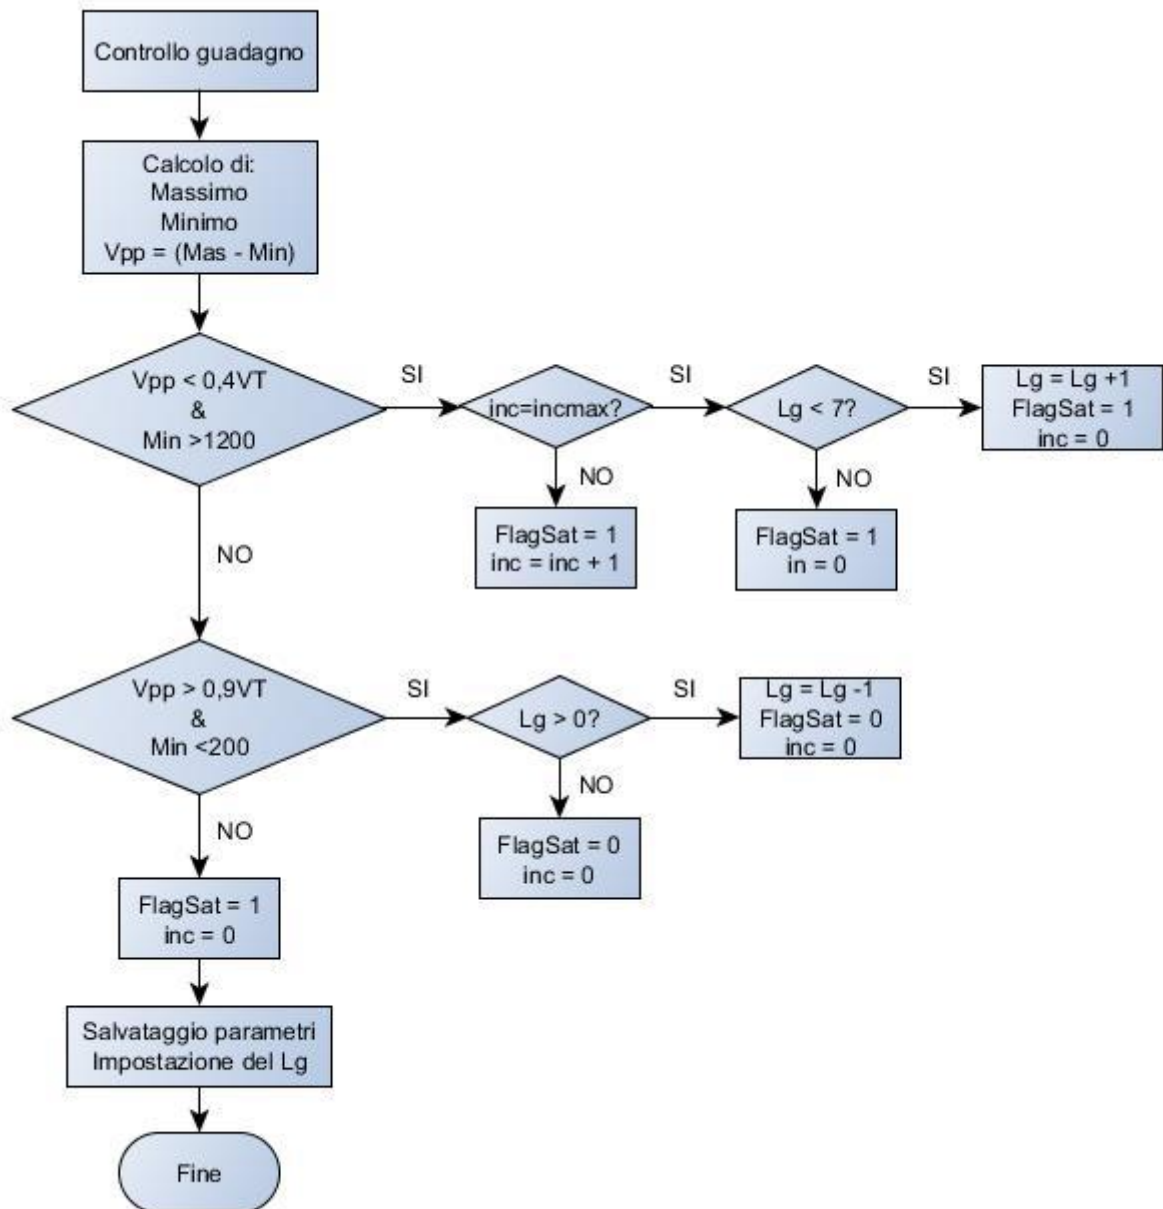 Controllo guadagno
Calcolo di:
Massimo
Minimo
Vpp = (Mas - Min)
Vpp < 0,4VT
&
Min >1200
SI
inc=incmax?
SI
Lg < 7?
SI
Lg = Lg +1
FlagSat = 1
inc = 0
NO
FlagSat = 1
inc = inc + 1
NO
FlagSat = 1
in = 0
NO
Vpp > 0,9VT
&
Min <200
SI
Lg > 0?
SI
Lg = Lg -1
FlagSat = 0
inc = 0
NO
FlagSat = 0
inc = 0
NO
FlagSat = 1
inc = 0
Salvataggio parametri
Impostazione del Lg
Fine